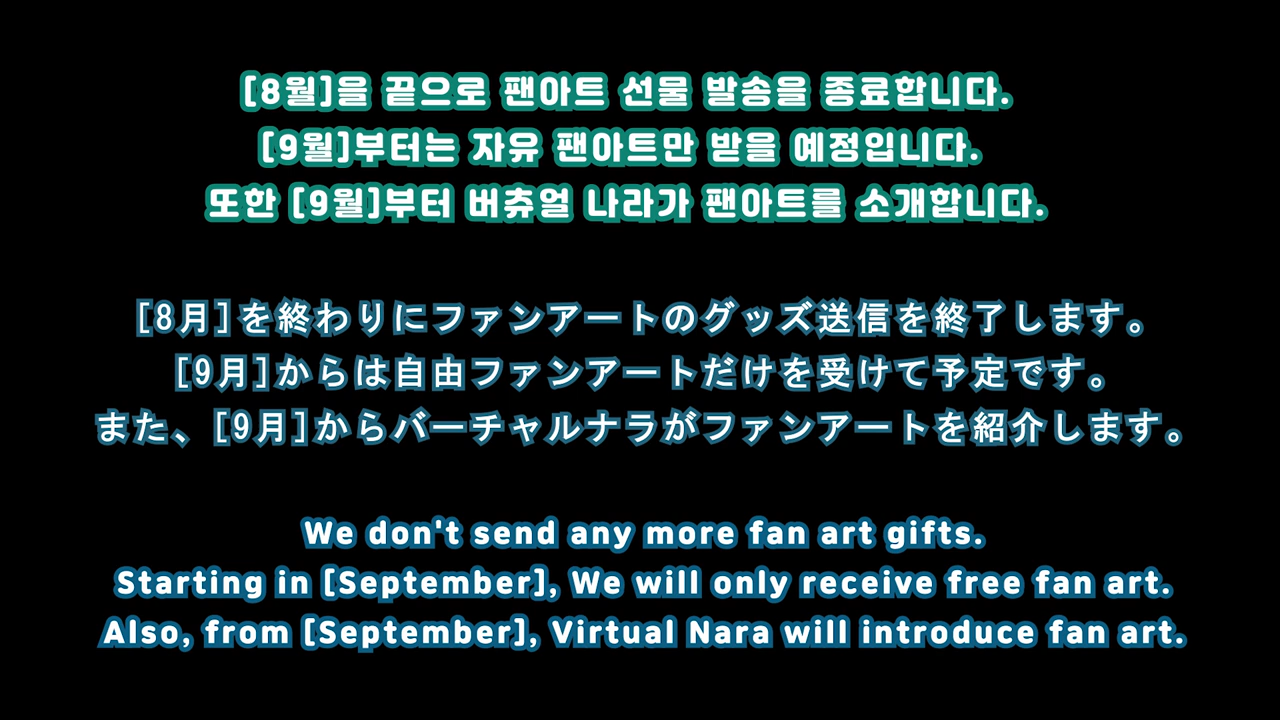 [8월]을 끝으로 팬아트 선물 발송을 종료합니다.
[9월]부터는 자유 팬아트만 받을 예정입니다.
또한 [9월]부터 버츄얼 나라가 팬아트를 소개합니다.
[8月]を終わりにファンアートのグッズ送信を終了します。
[9月]からは自由ファンアートだけを受けて予定です。
また、[9月]からバーチャルナラがファンアートを紹介します。
We don't send any more fan art gifts.
Starting in [September], We will only receive free fan art.
Also, from [September], Virtual Nara will introduce fan art.